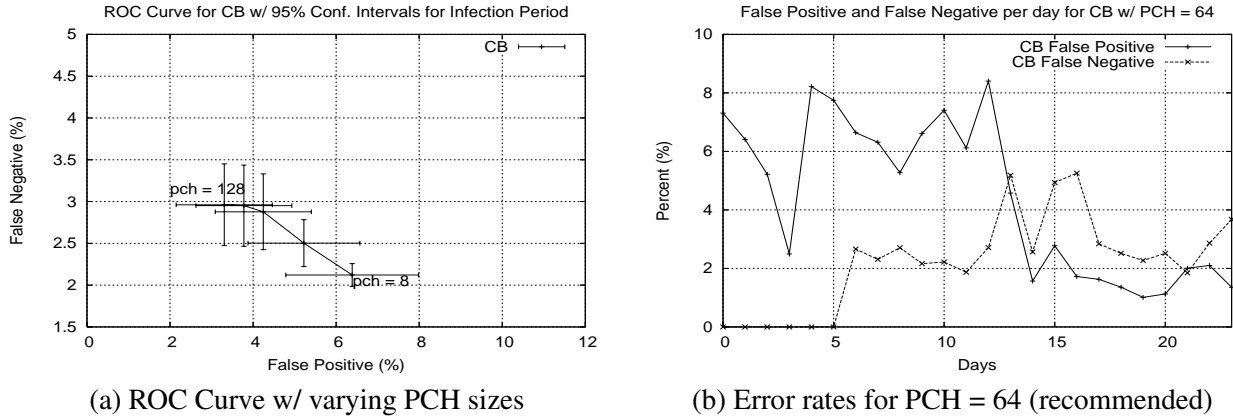 ROC Curve for CB w/ 95% Conf. Intervals for Infection Period
5
4.5
4
3.5
3
2.5
2
1.5
0 2 4 6 8 10 12
False Negative (%)
False Positive (%)
CB
pch = 128
pch = 8
(a) ROC Curve w/ varying PCH sizes
False Positive and False Negative per day for CB w/ PCH = 64
10
8
6
4
2
0
0 5 10 15 20
Percent (%)
Days
CB False Positive
CB False Negative
(b) Error rates for PCH = 64 (recommended)